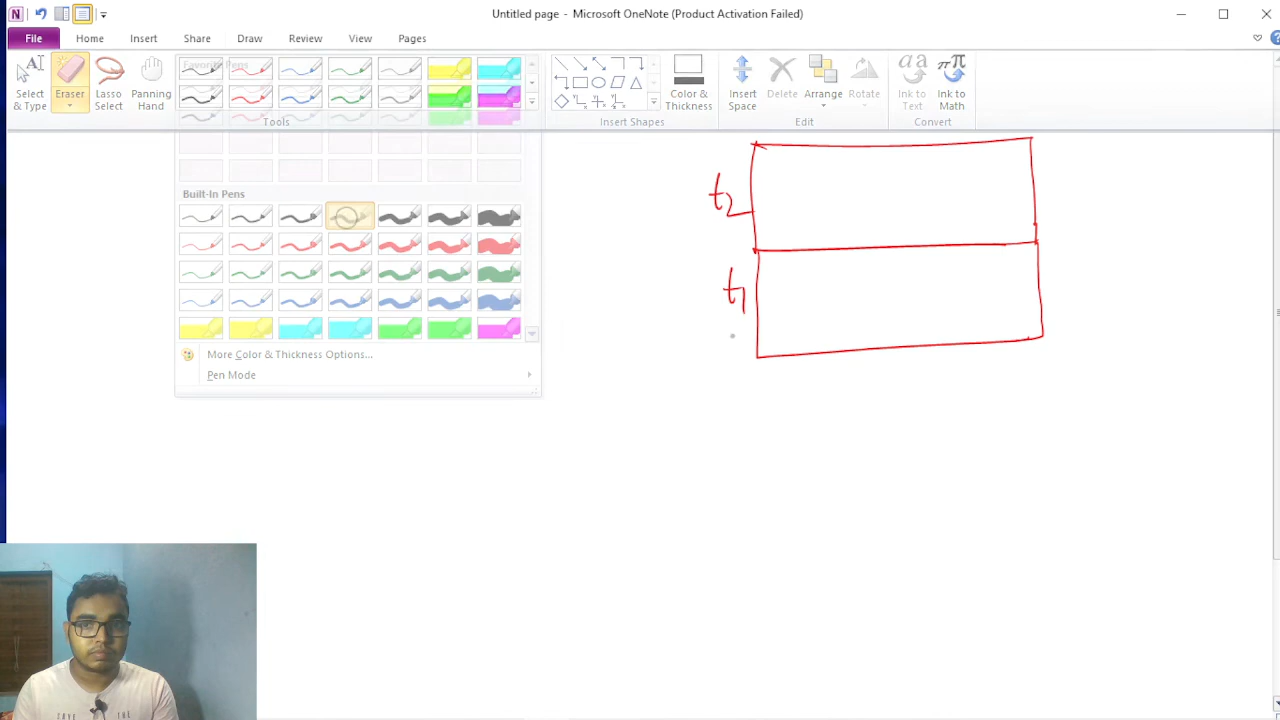 Untitled page - Microsoft OneNote (Product Activation Failed)
File Home Insert Share Draw Review View Pages
Favorite Pens
Select & Type
Eraser
Lasso Select
Panning Hand
Color & Thickness
Insert Space
Delete
Arrange
Rotate
Ink to Text
Ink to Math
Tools
Insert Shapes
Edit
Convert
Built-In Pens
More Color & Thickness Options...
Pen Mode
t2
t1